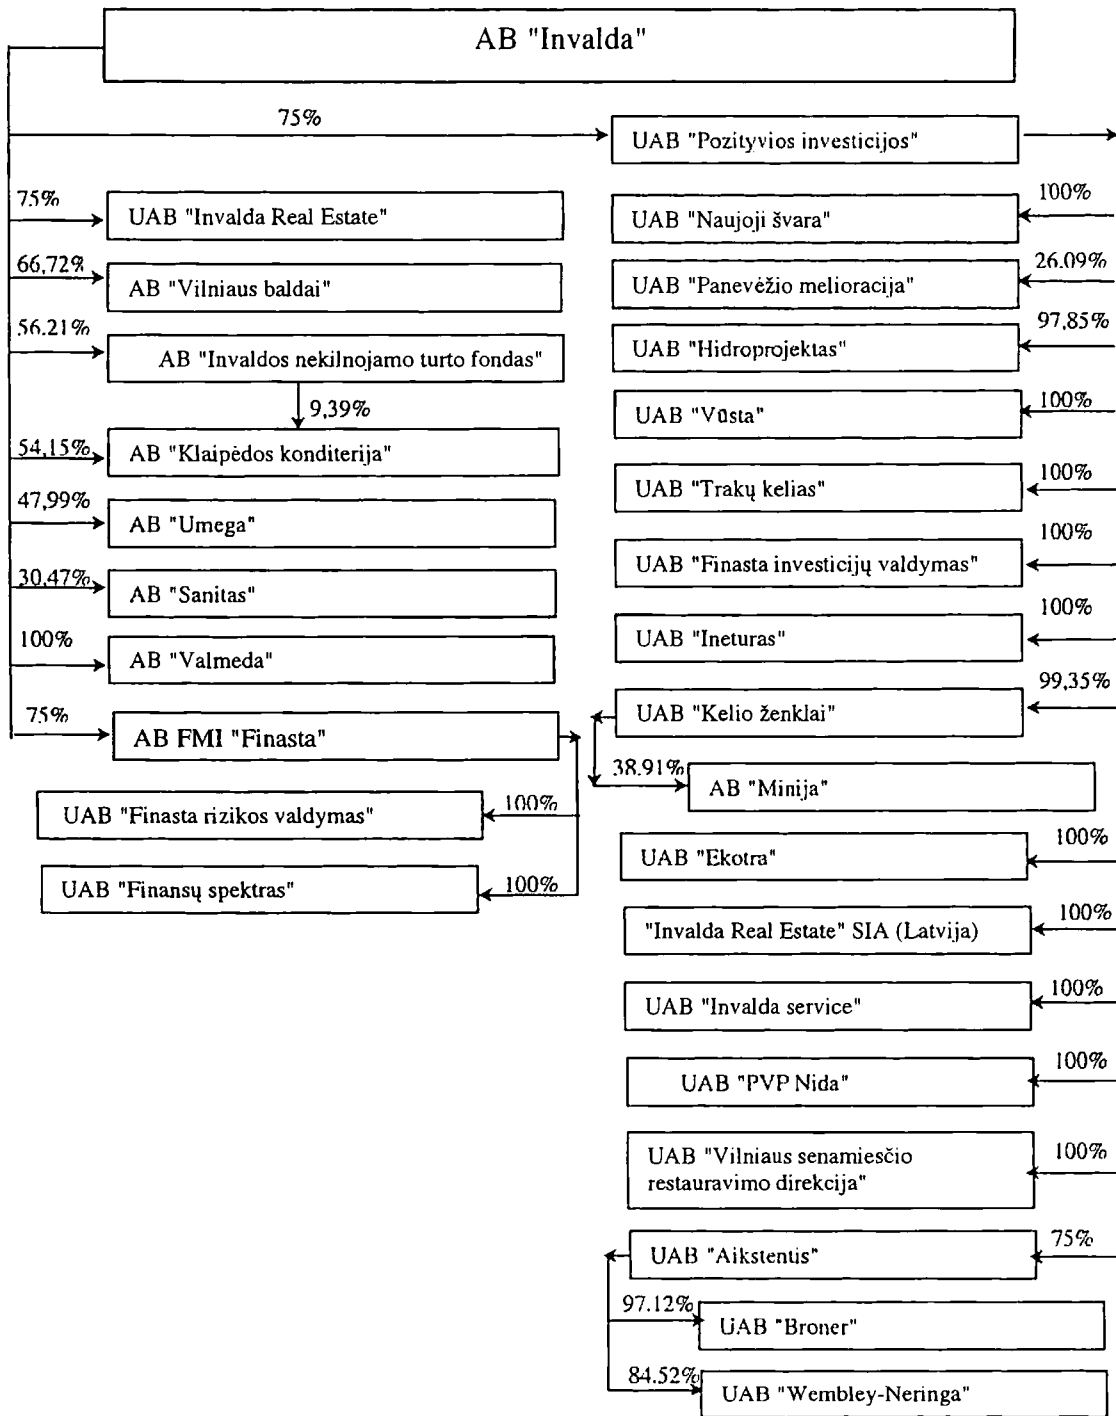 AB "Invalda"
75%
UAB "Pozityvios investicijos"
75%
UAB "Invalda Real Estate"
66,72%
AB "Vilniaus baldai"
56.21%
AB "Invaldos nekilnojamo turto fondas"
9,39%
54,15%
AB "Klaipėdos konditerija"
47,99%
AB "Umega"
30,47%
AB "Sanitas"
100%
AB "Valmeda"
75%
AB FMI "Finasta"
100%
UAB "Finasta rizikos valdymas"
100%
UAB "Finansų spektras"
100%
UAB "Naujoji švara"
26.09%
UAB "Panevėžio melioracija"
97,85%
UAB "Hidroprojektas"
100%
UAB "Vūsta"
100%
UAB "Trakų kelias"
100%
UAB "Finasta investicijų valdymas"
100%
UAB "Ineturas"
99,35%
UAB "Kelio ženklai"
38.91%
AB "Minija"
100%
UAB "Ekotra"
100%
"Invalda Real Estate" SIA (Latvija)
100%
UAB "Invalda service"
100%
UAB "PVP Nida"
100%
UAB "Vilniaus senamiesčio
restauravimo direkcija"
75%
UAB "Aikstentis"
97.12%
UAB "Broner"
84.52%
UAB "Wembley-Neringa"